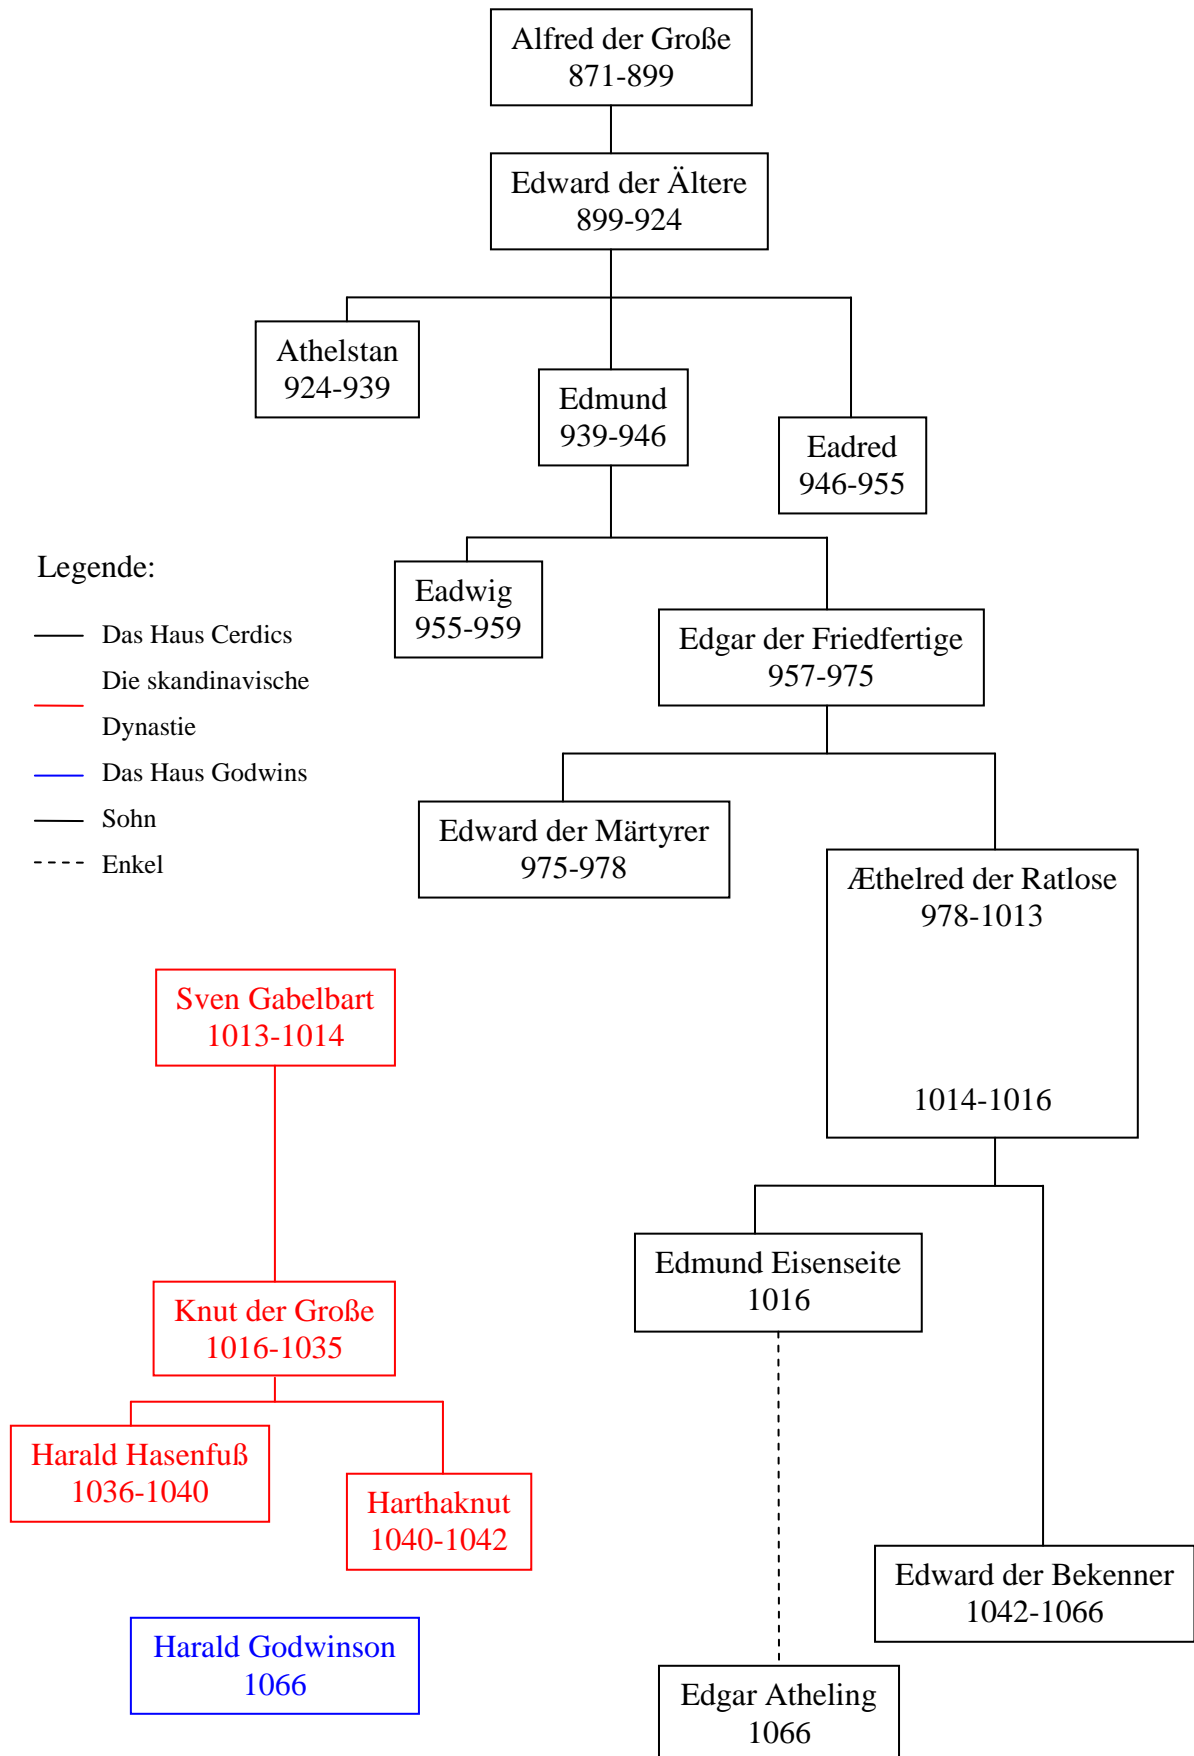 Alfred der Große
871-899
Edward der Ältere
899-924
Athelstan
924-939
Edmund
939-946
Eadred
946-955
Legende:
Das Haus Cerdics
Die skandinavische
Dynastie
Das Haus Godwins
Sohn
Enkel
Eadwig
955-959
Edgar der Friedfertige
957-975
Edward der Märtyrer
975-978
Æthelred der Ratlose
978-1013
1014-1016
Sven Gabelbart
1013-1014
Edmund Eisenseite
1016
Knut der Große
1016-1035
Harald Hasenfuß
1036-1040
Harthaknut
1040-1042
Edward der Bekenner
1042-1066
Harald Godwinson
1066
Edgar Atheling
1066